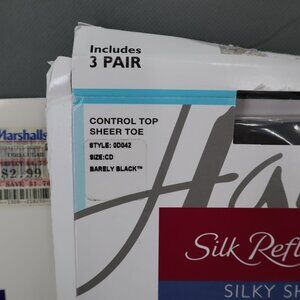 Includes
3 PAIR
CONTROL TOP
SHEER TOE
STYLE: 0D042
SIZE:CD
BARELY BLACK™
Marshalls
$2.99
Ha
Silk Refl
SILKY SH